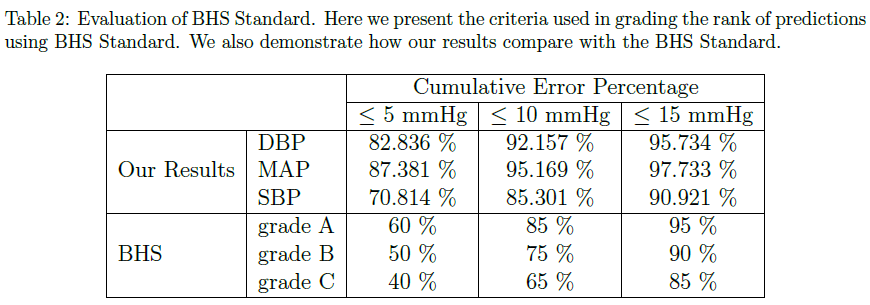 Table 2: Evaluation of BHS Standard. Here we present the criteria used in grading the rank of predictions
using BHS Standard. We also demonstrate how our results compare with the BHS Standard.
Cumulative Error Percentage
≤ 5 mmHg ≤ 10 mmHg ≤ 15 mmHg
DBP 82.836 % 92.157 % 95.734 %
Our Results MAP 87.381 % 95.169 % 97.733 %
SBP 70.814 % 85.301 % 90.921 %
grade A 60 % 85 % 95 %
BHS grade B 50 % 75 % 90 %
grade C 40 % 65 % 85 %